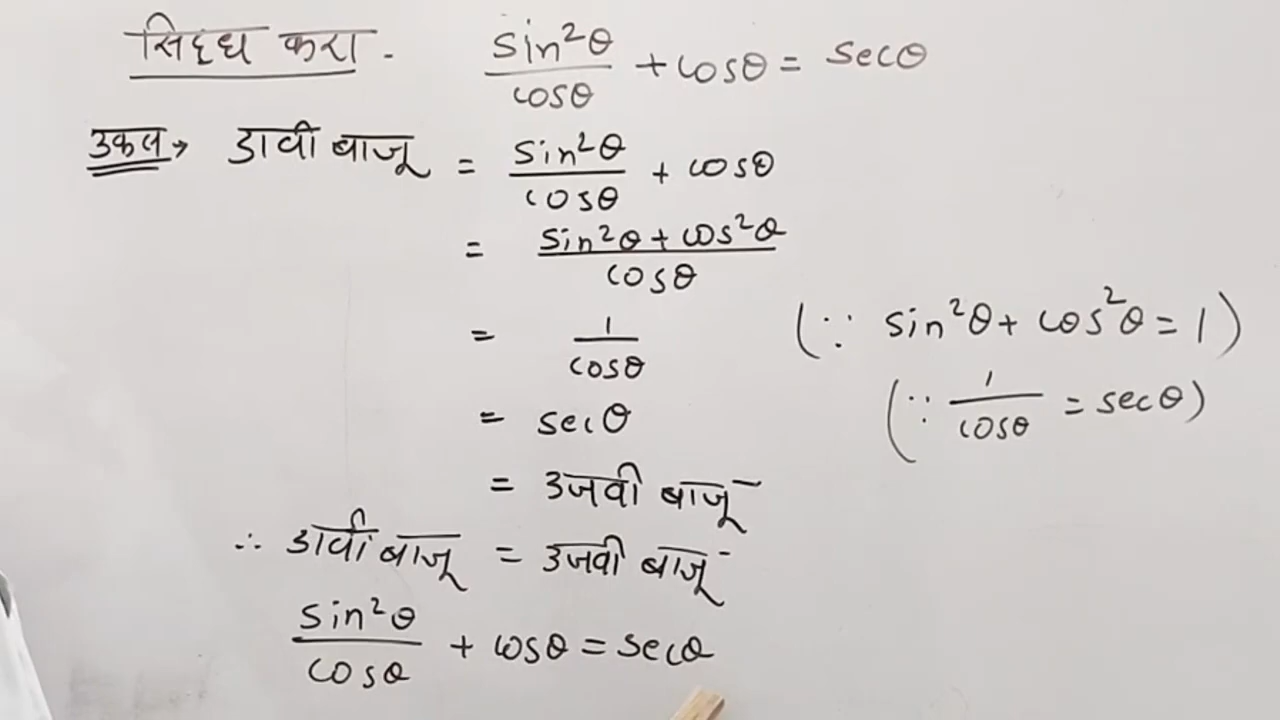 सिद्ध करा. sin²θ/cosθ + cosθ = secθ
उकल → डावी बाजू = sin²θ/cosθ + cosθ
= sin²θ + cos²θ/cosθ
= 1/cosθ (∵ sin²θ + cos²θ = 1)
= secθ (∵ 1/cosθ = secθ)
= उजवी बाजू
∴ डावी बाजू = उजवी बाजू
sin²θ/cosθ + cosθ = secθ